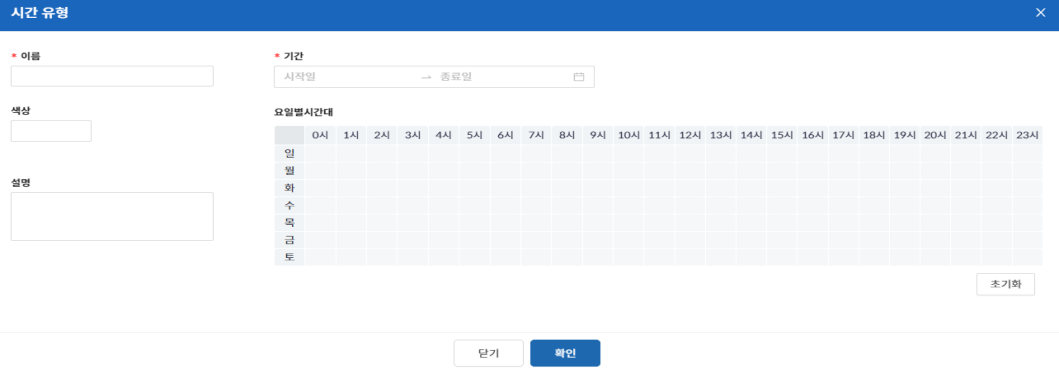 시간 유형
* 이름
* 기간
시작일 → 종료일
색상
요일별시간대
0시 1시 2시 3시 4시 5시 6시 7시 8시 9시 10시 11시 12시 13시 14시 15시 16시 17시 18시 19시 20시 21시 22시 23시
일
월
화
수
목
금
토
설명
초기화
닫기 확인